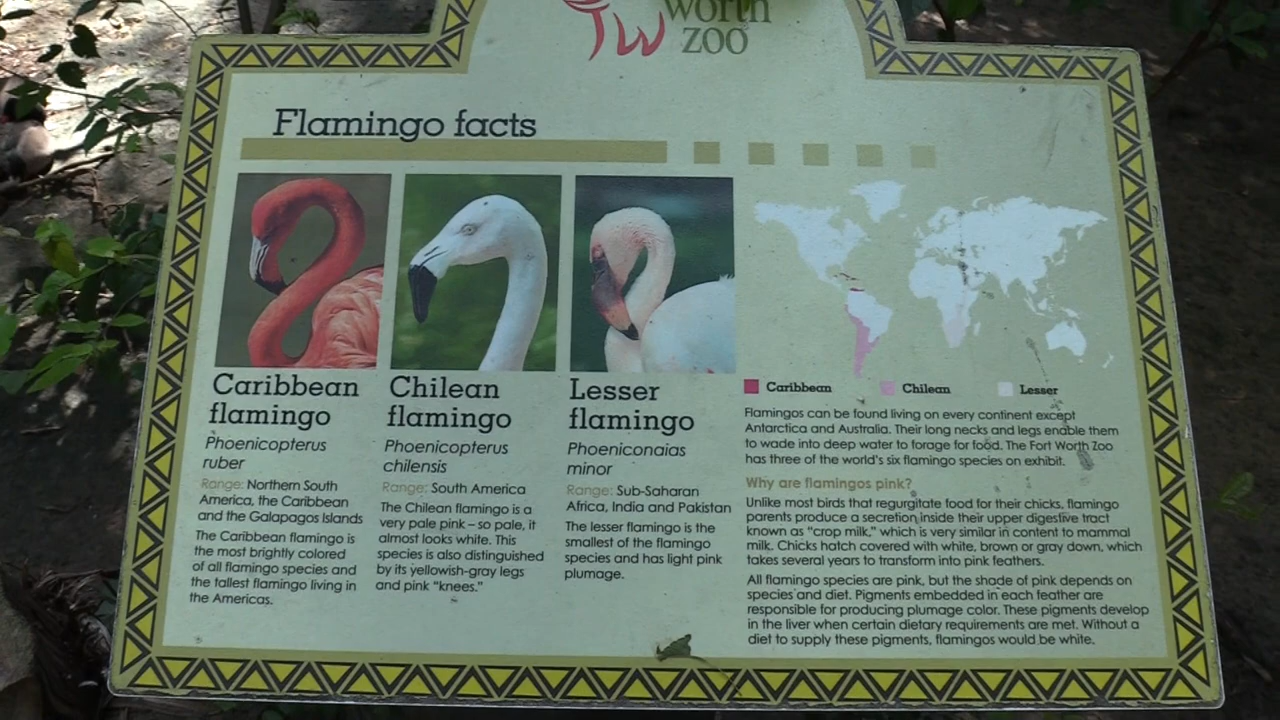 TW
worth
ZOO
Flamingo facts
Caribbean
flamingo
Phoenicopterus
ruber
Range: Northern South
America, the Caribbean
and the Galapagos Islands
The Caribbean flamingo is
the most brightly colored
of all flamingo species and
the tallest flamingo living in
the Americas.
Chilean
flamingo
Phoenicopterus
chilensis
Range: South America
The Chilean flamingo is a
very pale pink – so pale, it
almost looks white. This
species is also distinguished
by its yellowish-gray legs
and pink “knees.”
Lesser
flamingo
Phoeniconaias
minor
Range: Sub-Saharan
Africa, India and Pakistan
The lesser flamingo is the
smallest of the flamingo
species and has light pink
plumage.
Caribbean Chilean Lesser
Flamingos can be found living on every continent except
Antarctica and Australia. Their long necks and legs enable them
to wade into deep water to forage for food. The Fort Worth Zoo
has three of the world's six flamingo species on exhibit.
Why are flamingos pink?
Unlike most birds that regurgitate food for their chicks, flamingo
parents produce a secretion inside their upper digestive tract
known as “crop milk,” which is very similar in content to mammal
milk. Chicks hatch covered with white, brown or gray down, which
takes several years to transform into pink feathers.
All flamingo species are pink, but the shade of pink depends on
species and diet. Pigments embedded in each feather are
responsible for producing plumage color. These pigments develop
in the liver when certain dietary requirements are met. Without a
diet to supply these pigments, flamingos would be white.